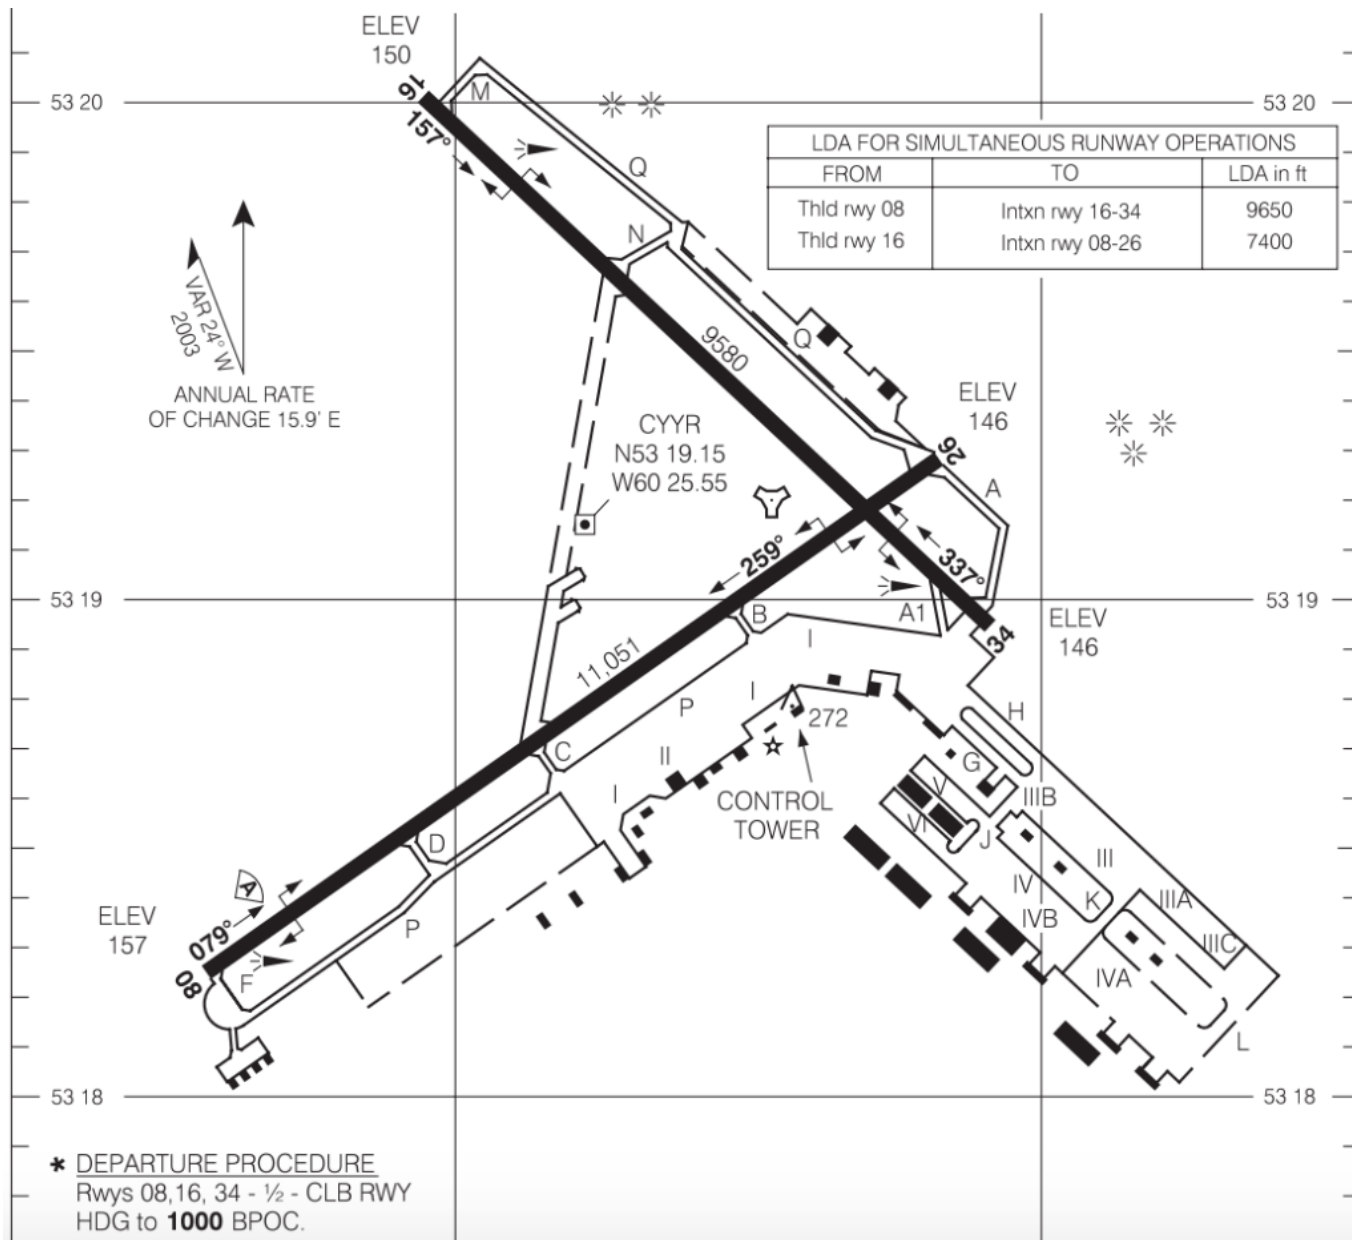 ELEV
150
16
157°
M
Q
N
53 20
53 20
LDA FOR SIMULTANEOUS RUNWAY OPERATIONS
FROM TO LDA in ft
Thld rwy 08 Intxn rwy 16-34 9650
Thld rwy 16 Intxn rwy 08-26 7400
VAR 24° W
2003
ANNUAL RATE
OF CHANGE 15.9' E
9580
Q
CYYR
N53 19.15
W60 25.55
ELEV
146
26
A
259°
337°
53 19
53 19
B
A1
I
34
ELEV
146
11,051
P
I
272
H
C
II
I
G
V
IIIB
CONTROL
TOWER
VI
J
D
III
IV
K
IIIA
A
ELEV
157
079°
P
IVB
IIIC
08
F
IVA
L
53 18
53 18
* DEPARTURE PROCEDURE
Rwys 08,16, 34 - ½ - CLB RWY
HDG to 1000 BPOC.